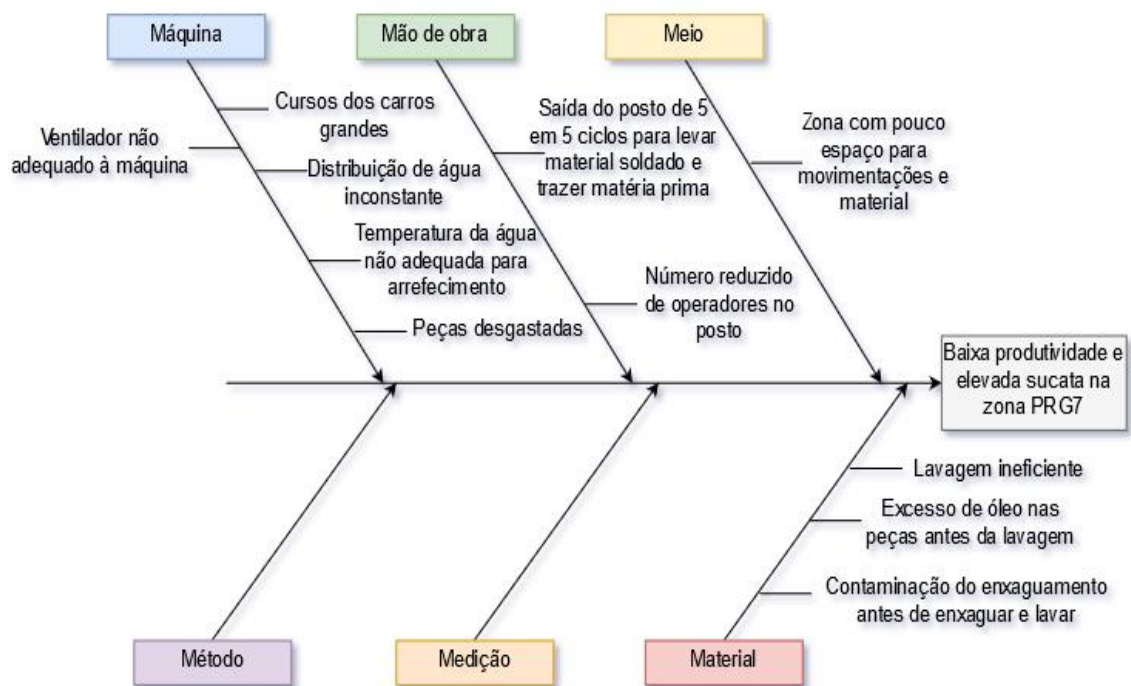 Máquina
Mão de obra
Meio
Cursos dos carros
grandes
Ventilador não
adequado à máquina
Distribuição de água
inconstante
Temperatura da água
não adequada para
arrefecimento
Peças desgastadas
Saída do posto de 5
em 5 ciclos para levar
material soldado e
trazer matéria prima
Número reduzido
de operadores no
posto
Zona com pouco
espaço para
movimentações e
material
Baixa produtividade e
elevada sucata na
zona PRG7
Lavagem ineficiente
Excesso de óleo nas
peças antes da lavagem
Contaminação do enxaguamento
antes de enxaguar e lavar
Método
Medição
Material